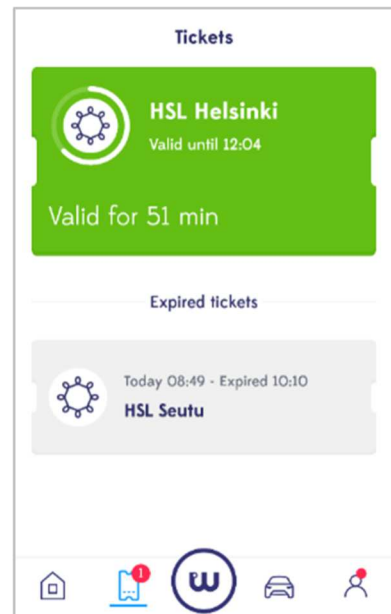 Tickets
HSL Helsinki
Valid until 12:04
Valid for 51 min
Expired tickets
Today 08:49 - Expired 10:10
HSL Seutu
1
w